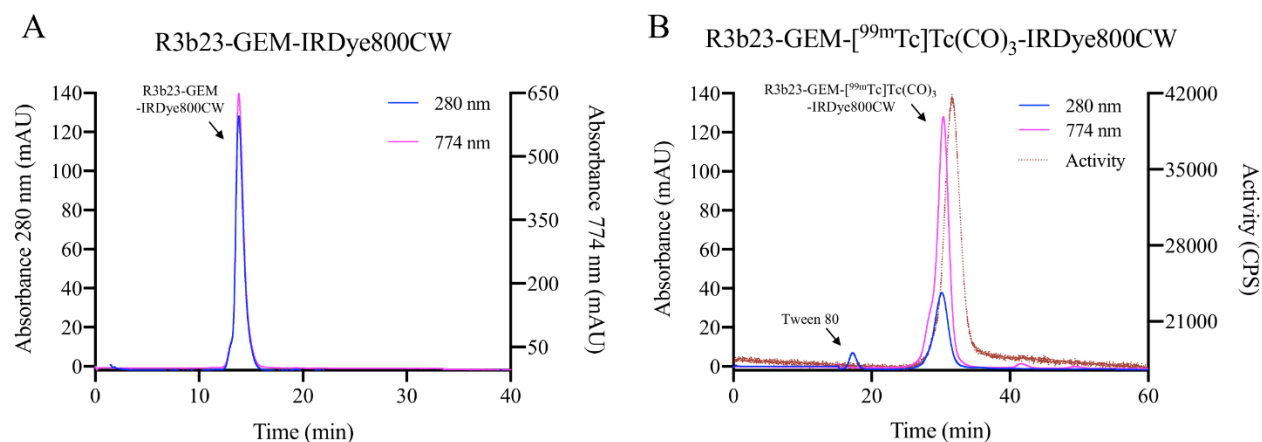 A
R3b23-GEM-IRDye800CW
R3b23-GEM
-IRDye800CW
280 nm
774 nm
Absorbance 280 nm (mAU)
140
120
100
80
60
40
20
0
Absorbance 774 nm (mAU)
650
500
350
200
50
0
10
20
30
40
Time (min)
B
R3b23-GEM-[⁹⁹ᵐTc]Tc(CO)₃-IRDye800CW
R3b23-GEM-[⁹⁹ᵐTc]Tc(CO)₃
-IRDye800CW
280 nm
774 nm
Activity
Tween 80
Absorbance (mAU)
140
120
100
80
60
40
20
0
Activity (CPS)
42000
35000
28000
21000
0
20
40
60
Time (min)